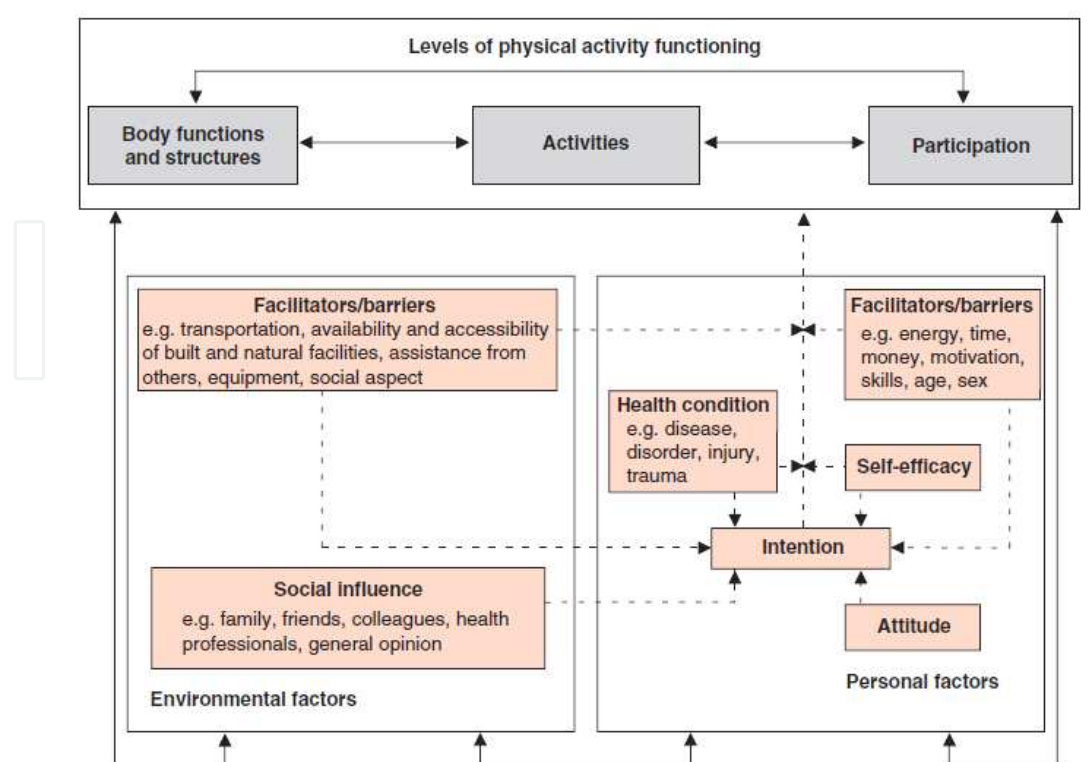 Levels of physical activity functioning
Body functions
and structures
Activities
Participation
Facilitators/barriers
e.g. transportation, availability and accessibility
of built and natural facilities, assistance from
others, equipment, social aspect
Facilitators/barriers
e.g. energy, time,
money, motivation,
skills, age, sex
Health condition
e.g. disease,
disorder, injury,
trauma
Self-efficacy
Intention
Social influence
e.g. family, friends, colleagues, health
professionals, general opinion
Attitude
Environmental factors
Personal factors